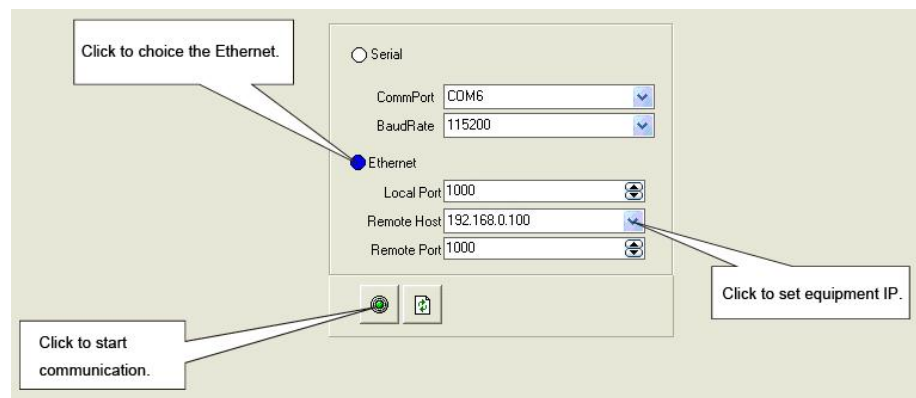 Click to choice the Ethernet.
Serial
CommPort COM6
BaudRate 115200
Ethernet
Local Port 1000
Remote Host 192.168.0.100
Remote Port 1000
Click to set equipment IP.
Click to start
communication.